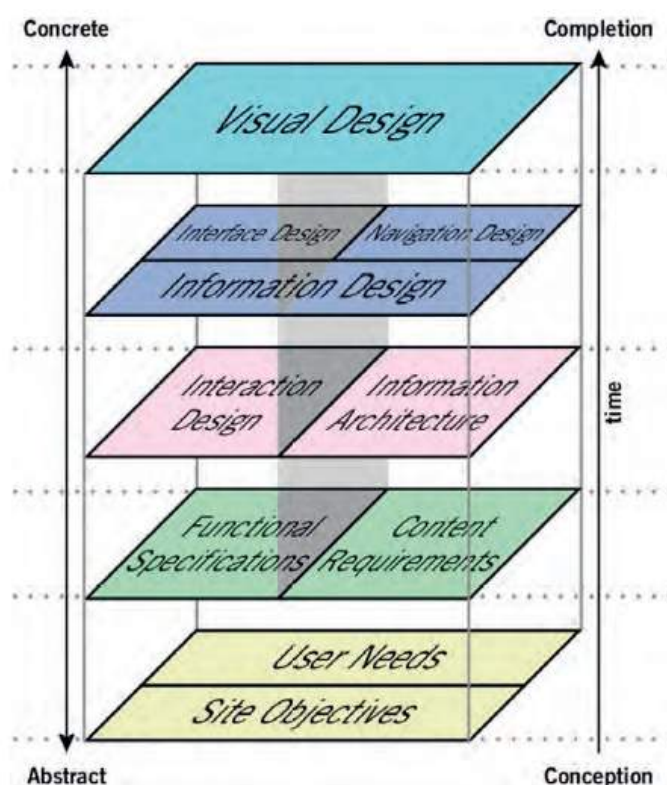 Concrete
Completion
Visual Design
Interface Design
Navigation Design
Information Design
Interaction
Design
Information
Architecture
time
Functional
Specifications
Content
Requirements
User Needs
Site Objectives
Abstract
Conception